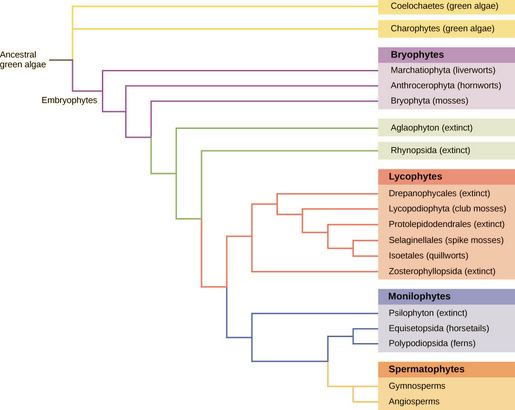 Coelochaetes (green algae)
Charophytes (green algae)
Ancestral
green algae
Embryophytes
Bryophytes
Marchatiophyta (liverworts)
Anthrocerophyta (hornworts)
Bryophyta (mosses)
Aglaophyton (extinct)
Rhynopsida (extinct)
Lycophytes
Drepanophycales (extinct)
Lycopodiophyta (club mosses)
Protolepidodendrales (extinct)
Selaginellales (spike mosses)
Isoetales (quillworts)
Zosterophyllopsida (extinct)
Monilophytes
Psilophyton (extinct)
Equisetopsida (horsetails)
Polypodiopsida (ferns)
Spermatophytes
Gymnosperms
Angiosperms